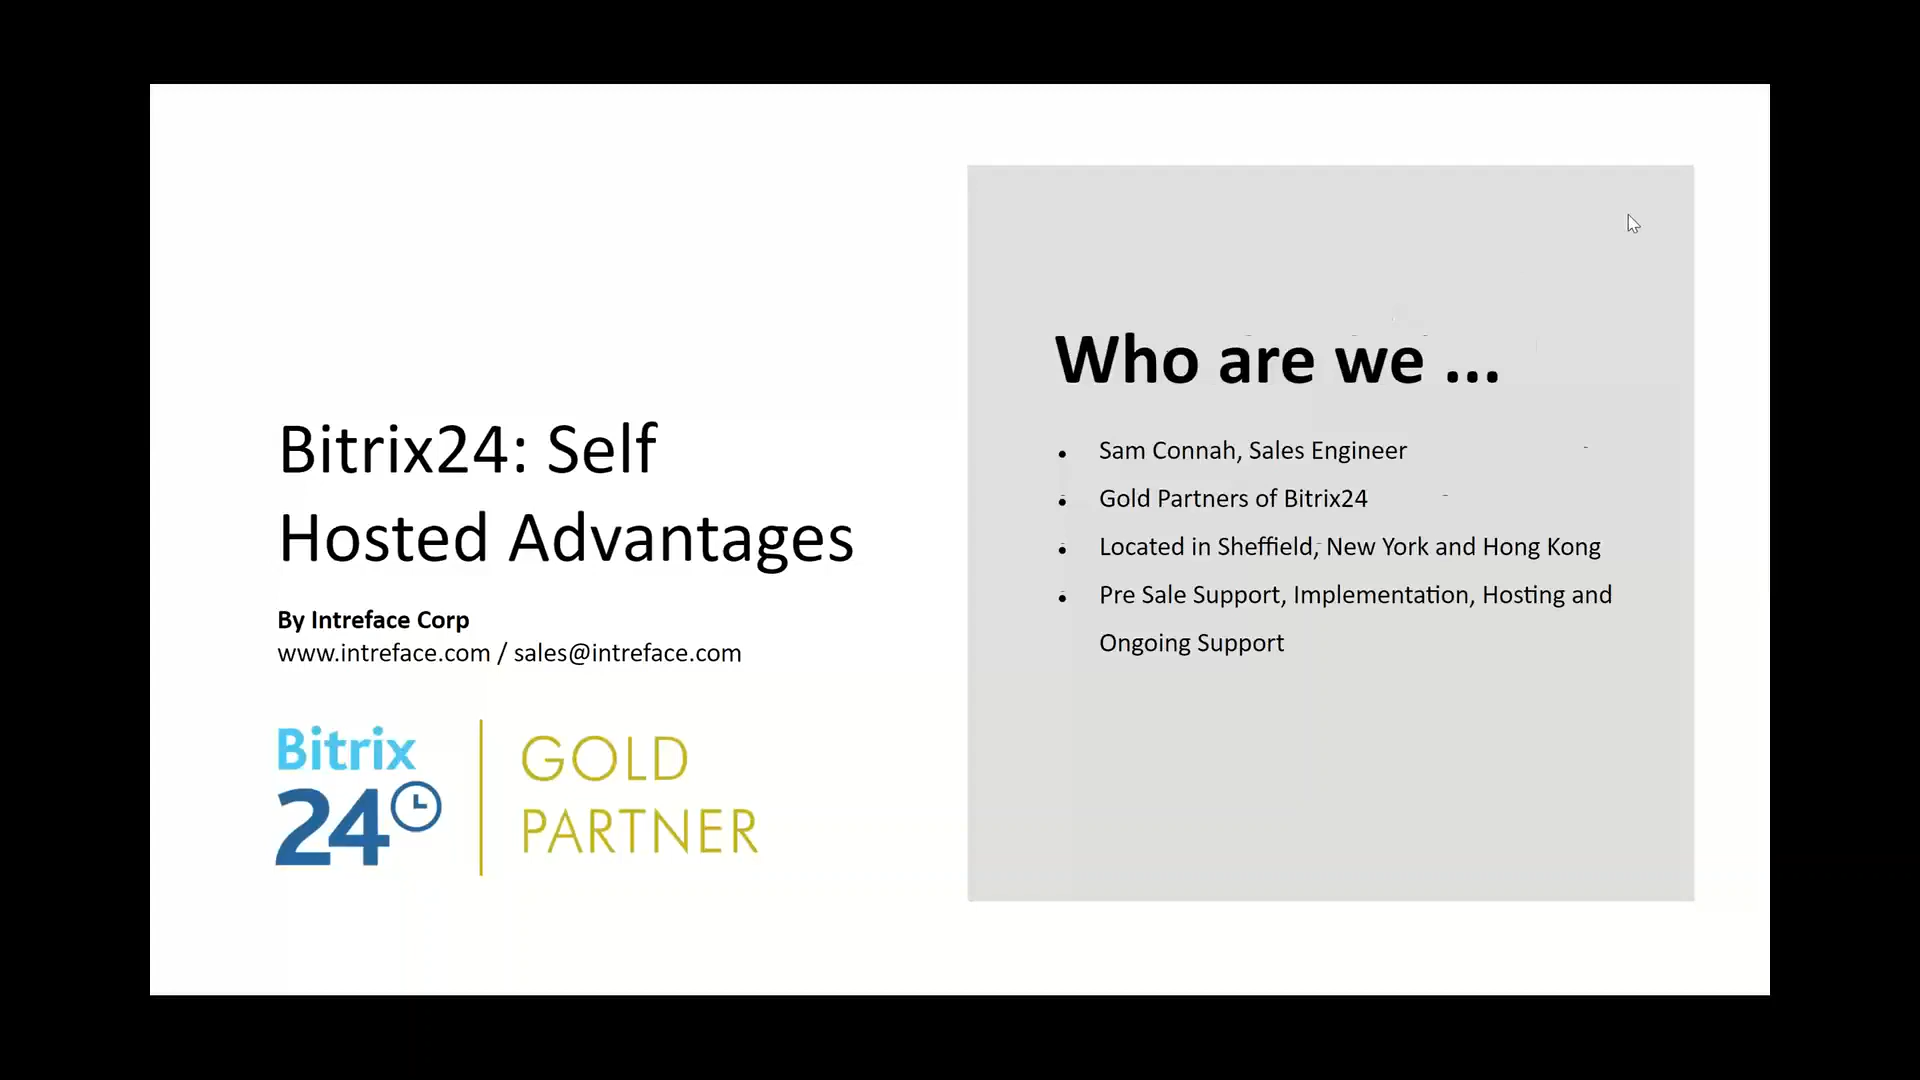 Bitrix24: Self
Hosted Advantages
By Intreface Corp
www.intreface.com / sales@intreface.com
Bitrix
24
GOLD
PARTNER
Who are we ...
• Sam Connah, Sales Engineer
• Gold Partners of Bitrix24
• Located in Sheffield, New York and Hong Kong
• Pre Sale Support, Implementation, Hosting and
Ongoing Support